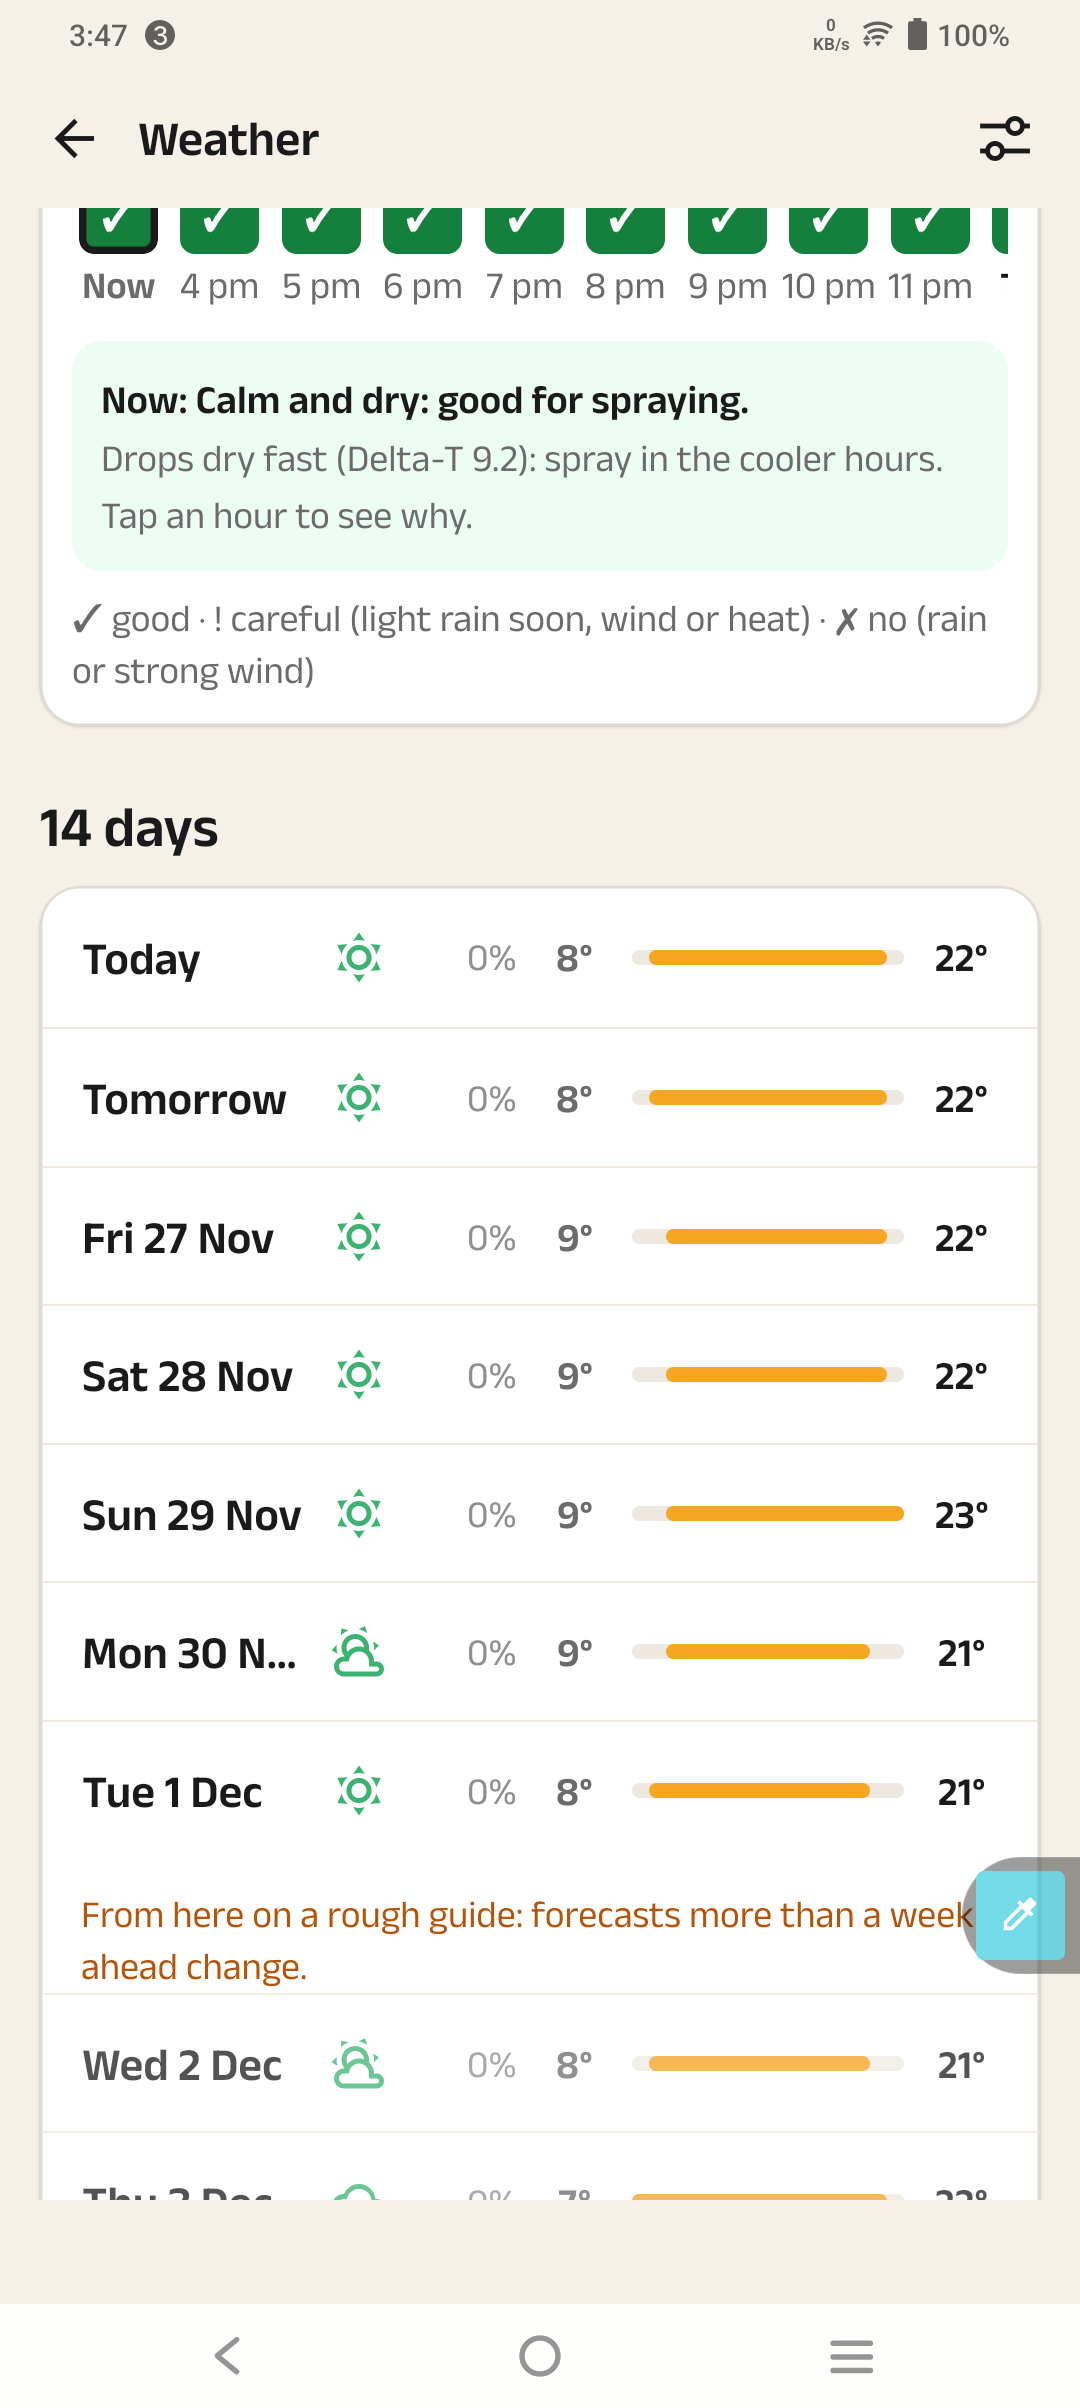 3:47 3 0 KB/s 100%
Weather
Now 4 pm 5 pm 6 pm 7 pm 8 pm 9 pm 10 pm 11 pm
Now: Calm and dry: good for spraying.
Drops dry fast (Delta-T 9.2): spray in the cooler hours.
Tap an hour to see why.
✓ good · ! careful (light rain soon, wind or heat) · ✗ no (rain
or strong wind)
14 days
Today 0% 8° 22°
Tomorrow 0% 8° 22°
Fri 27 Nov 0% 9° 22°
Sat 28 Nov 0% 9° 22°
Sun 29 Nov 0% 9° 23°
Mon 30 N... 0% 9° 21°
Tue 1 Dec 0% 8° 21°
From here on a rough guide: forecasts more than a week
ahead change.
Wed 2 Dec 0% 8° 21°
Thu 3 Dec 0% 7° 22°